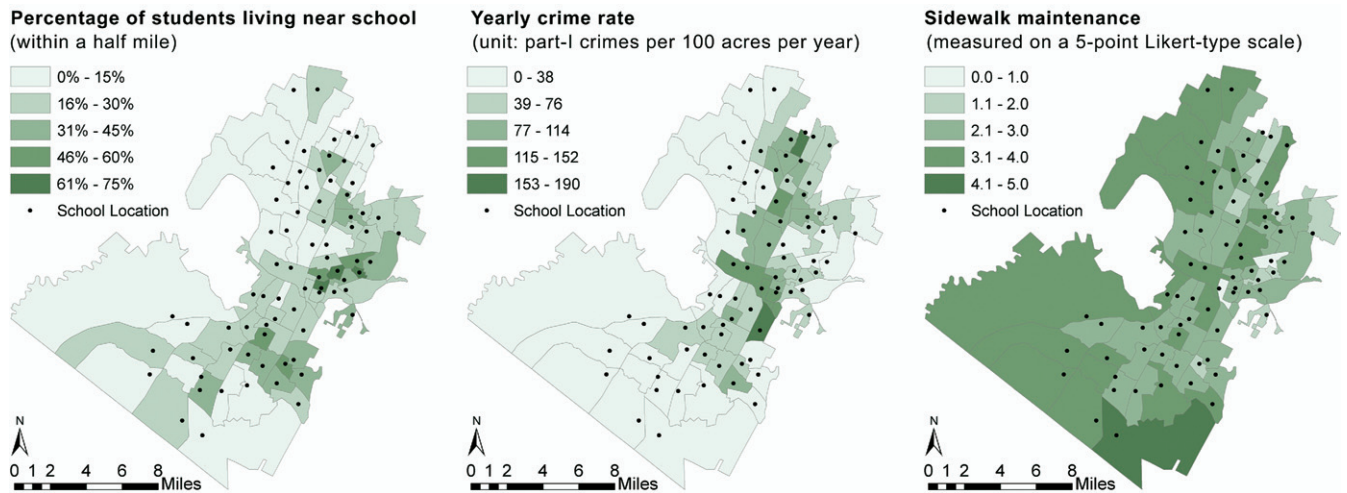 Percentage of students living near school
(within a half mile)
0% - 15%
16% - 30%
31% - 45%
46% - 60%
61% - 75%
School Location
N
0 1 2 4 6 8
Miles
Yearly crime rate
(unit: part-I crimes per 100 acres per year)
0 - 38
39 - 76
77 - 114
115 - 152
153 - 190
School Location
N
0 1 2 4 6 8
Miles
Sidewalk maintenance
(measured on a 5-point Likert-type scale)
0.0 - 1.0
1.1 - 2.0
2.1 - 3.0
3.1 - 4.0
4.1 - 5.0
School Location
N
0 1 2 4 6 8
Miles